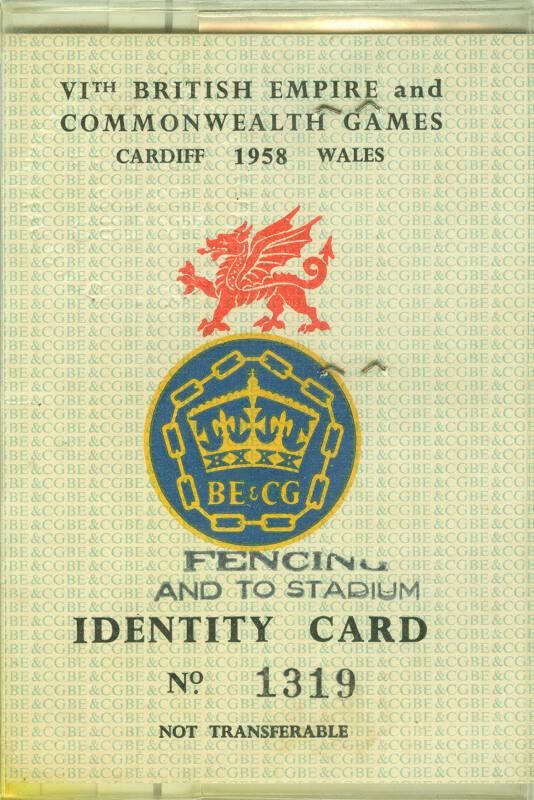 VITH BRITISH EMPIRE and
COMMONWEALTH GAMES
CARDIFF 1958 WALES
BE&CG
FENCING
AND TO STADIUM
IDENTITY CARD
No. 1319
NOT TRANSFERABLE